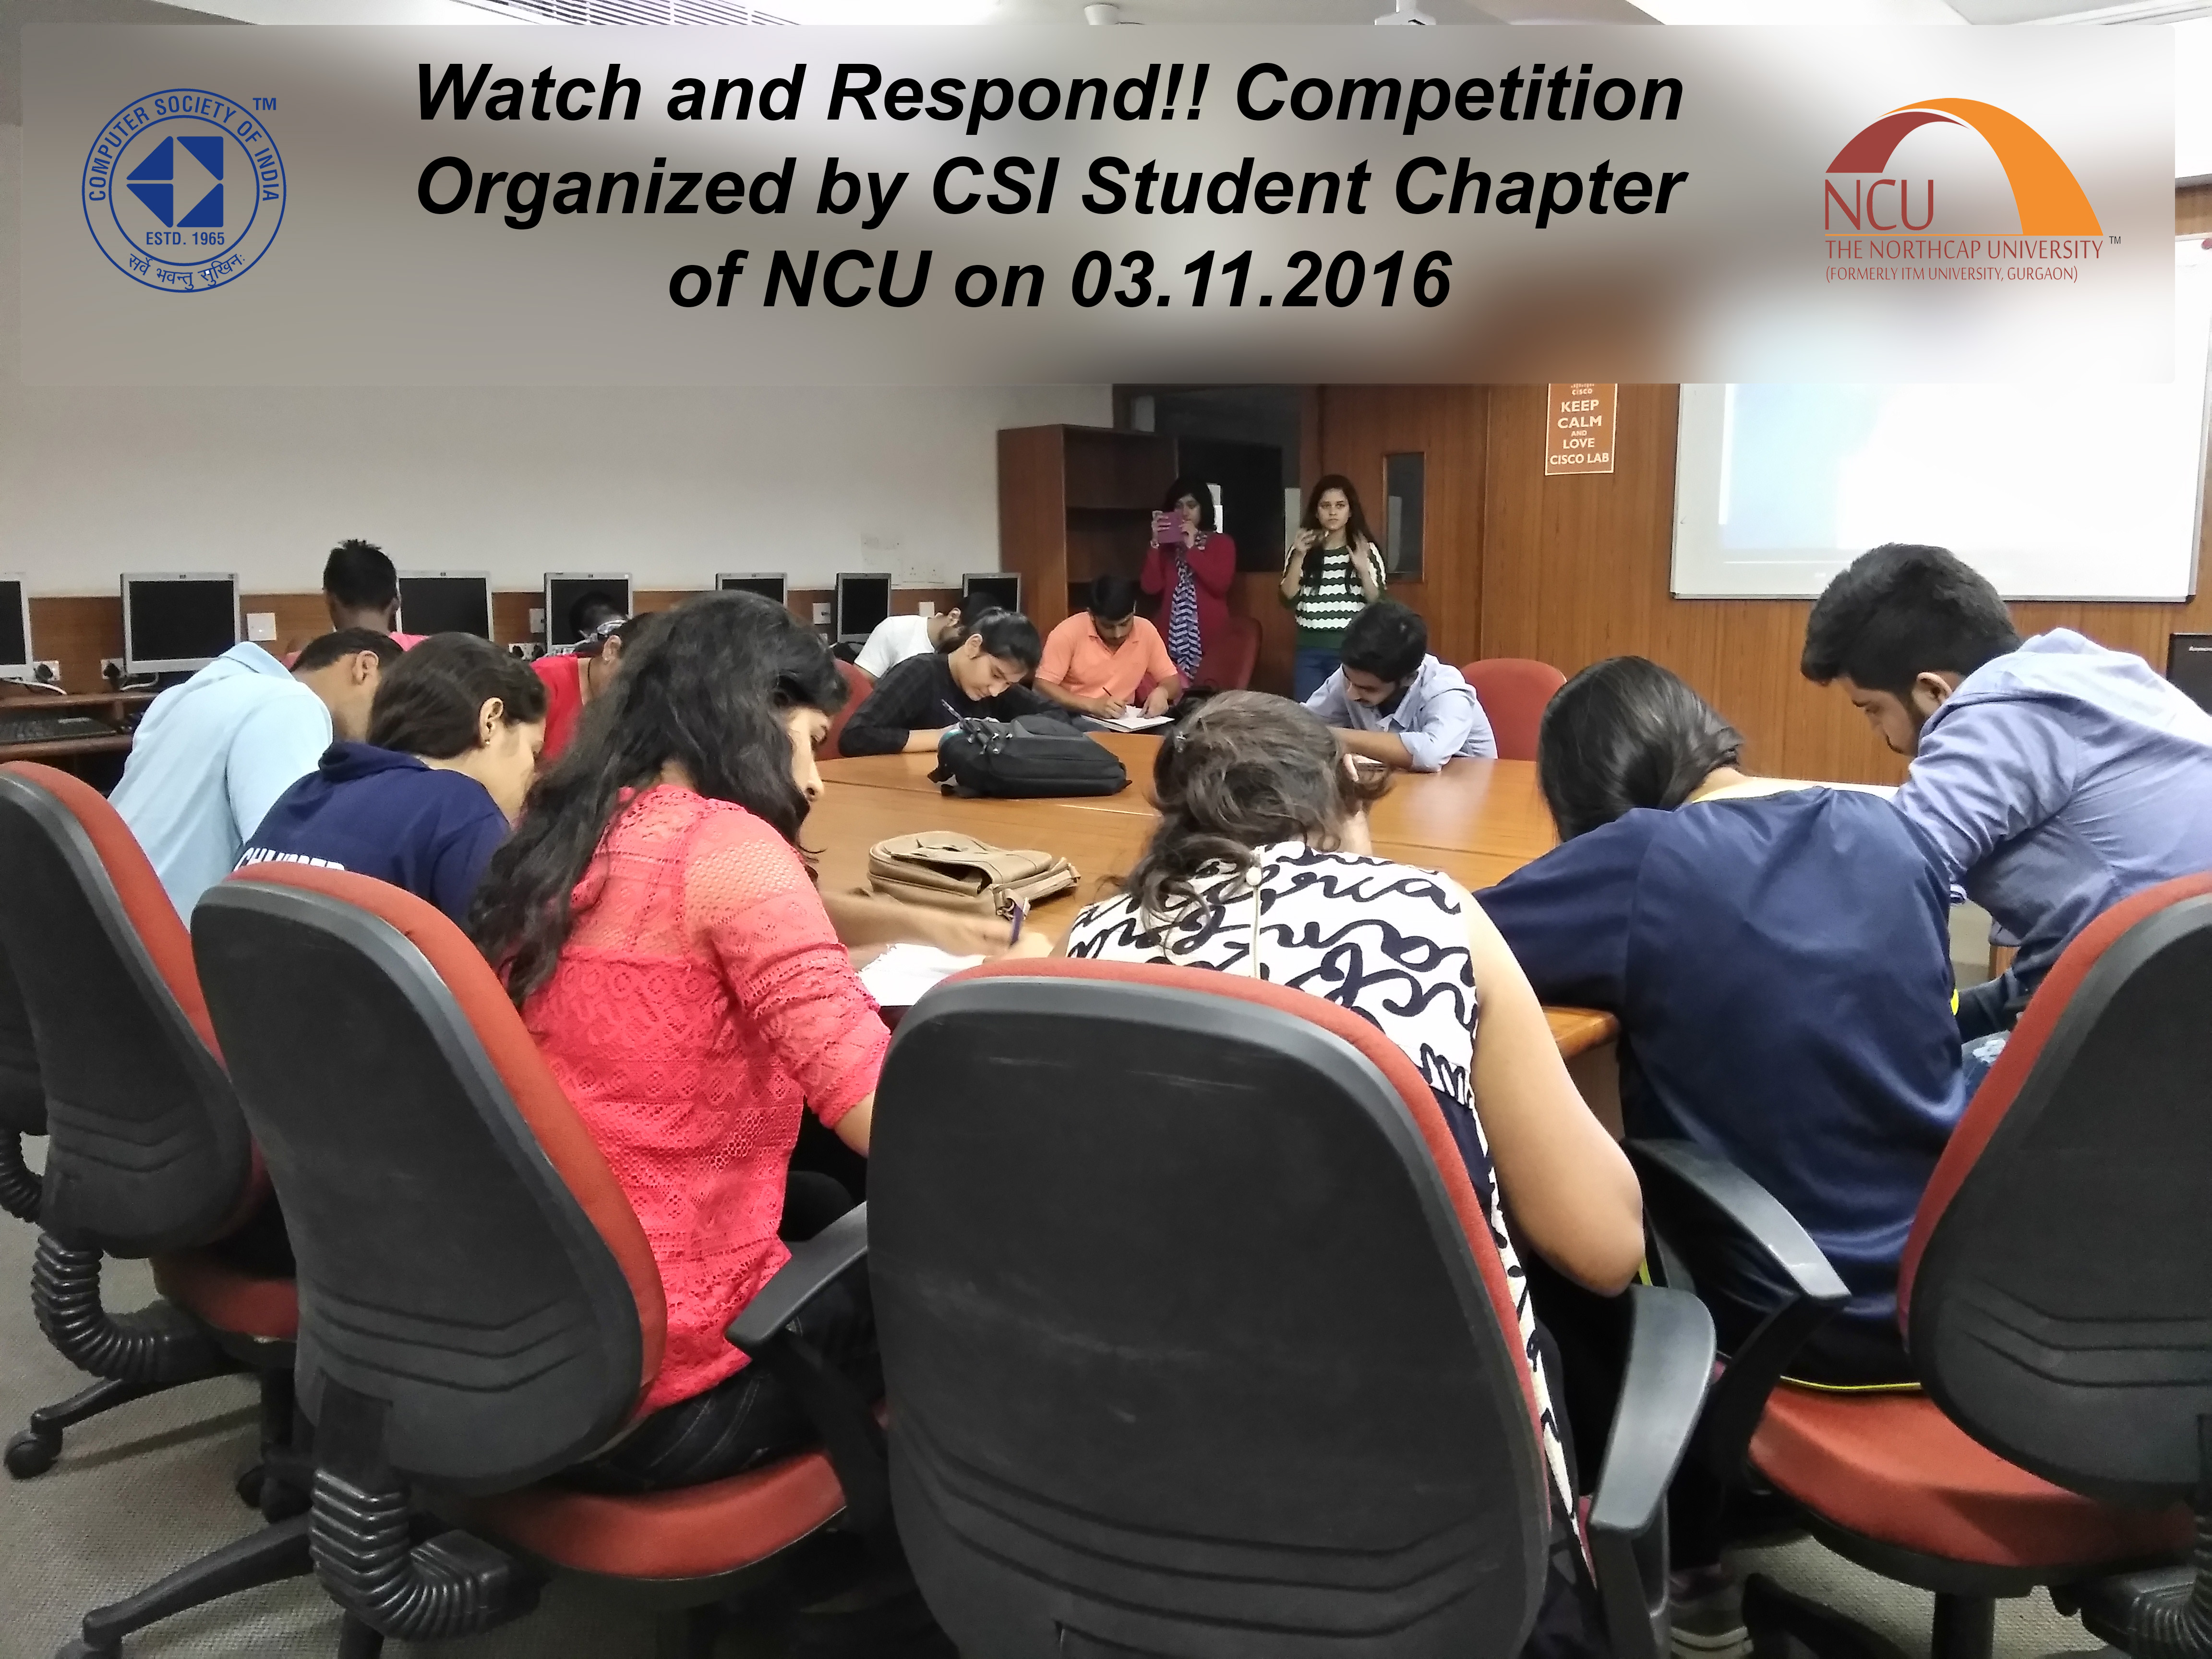 Watch and Respond!! Competition
Organized by CSI Student Chapter
of NCU on 03.11.2016
COMPUTER SOCIETY OF INDIA
TM
ESTD. 1965
सर्वे भवन्तु सुखिनः
NCU
THE NORTHCAP UNIVERSITY TM
(FORMERLY ITM UNIVERSITY, GURGAON)
CISCO
KEEP
CALM
AND
LOVE
CISCO LAB